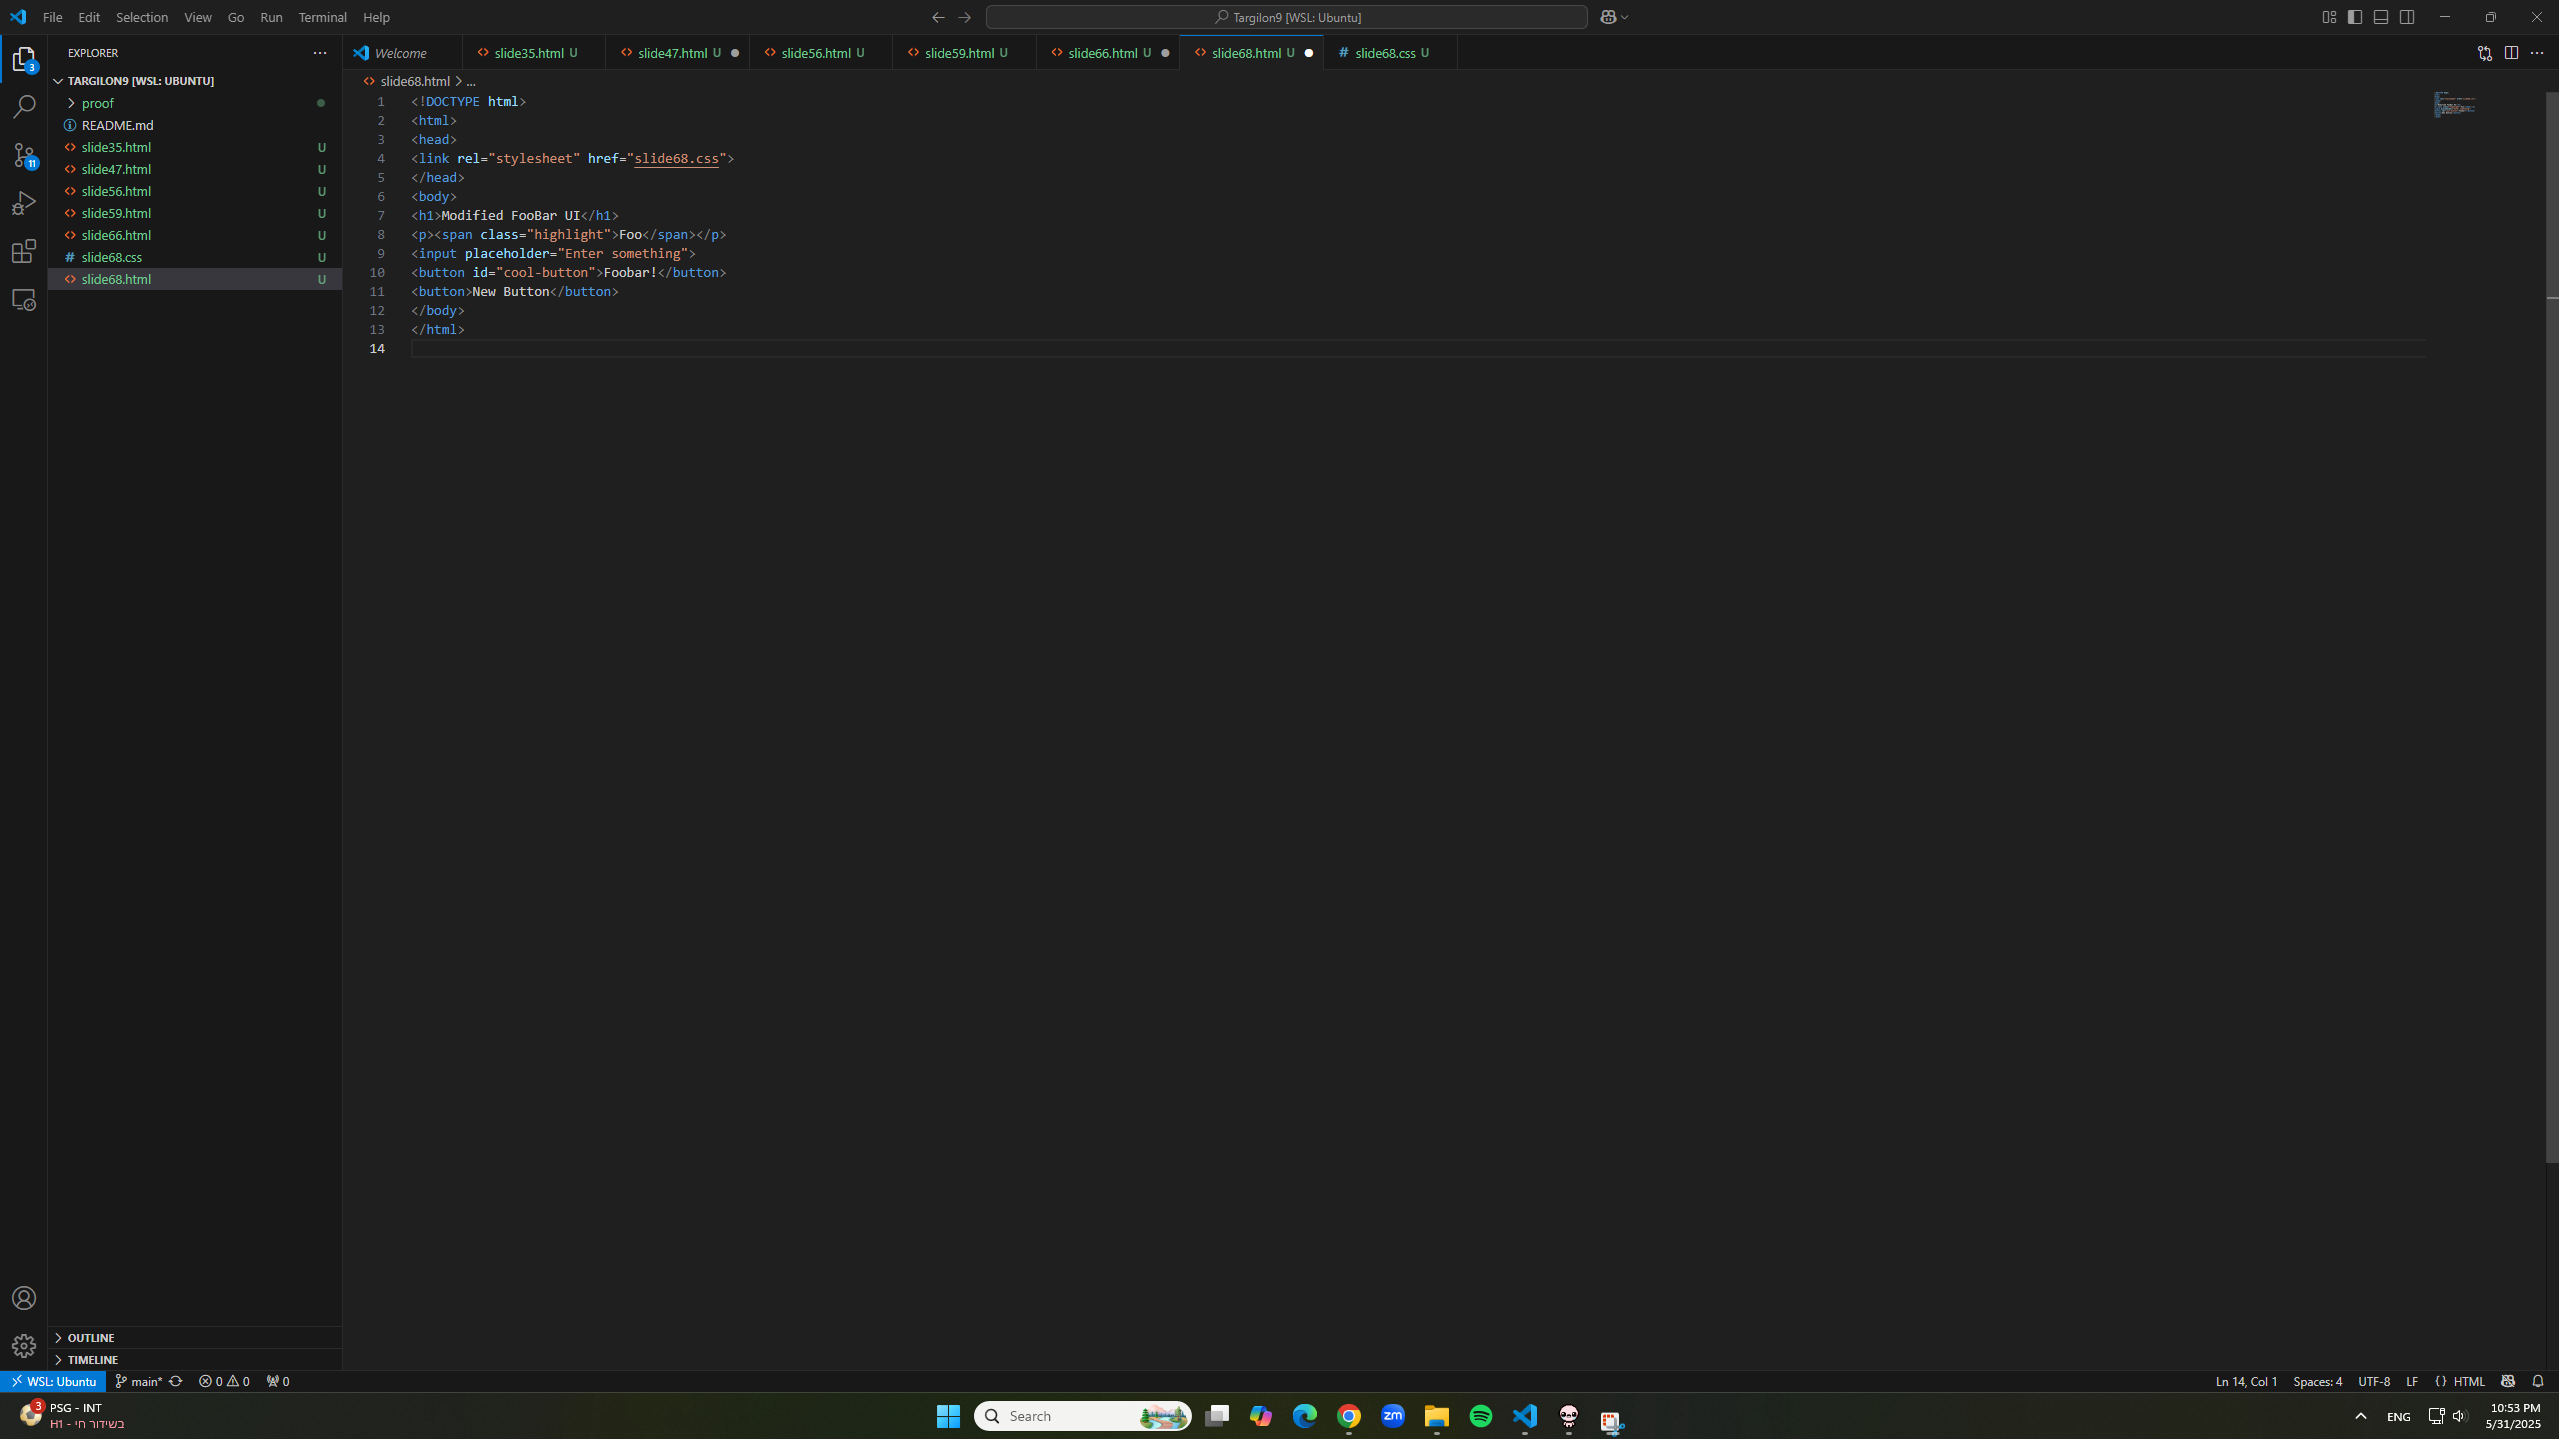 File Edit Selection View Go Run Terminal Help
Targilon9 [WSL: Ubuntu]
EXPLORER
Welcome
slide35.html U
slide47.html U
slide56.html U
slide59.html U
slide66.html U
slide68.html U
slide68.css U
3
11
TARGILON9 [WSL: UBUNTU]
proof
README.md
slide35.html U
slide47.html U
slide56.html U
slide59.html U
slide66.html U
slide68.css U
slide68.html U
OUTLINE
TIMELINE
slide68.html > ...
1 <!DOCTYPE html>
2 <html>
3 <head>
4 <link rel="stylesheet" href="slide68.css">
5 </head>
6 <body>
7 <h1>Modified FooBar UI</h1>
8 <p><span class="highlight">Foo</span></p>
9 <input placeholder="Enter something">
10 <button id="cool-button">Foobar!</button>
11 <button>New Button</button>
12 </body>
13 </html>
14
WSL: Ubuntu main* 0 0 0
Ln 14, Col 1 Spaces: 4 UTF-8 LF {} HTML
3
PSG - INT
H1 - בשידור חי
Search
zm
ENG
10:53 PM
5/31/2025